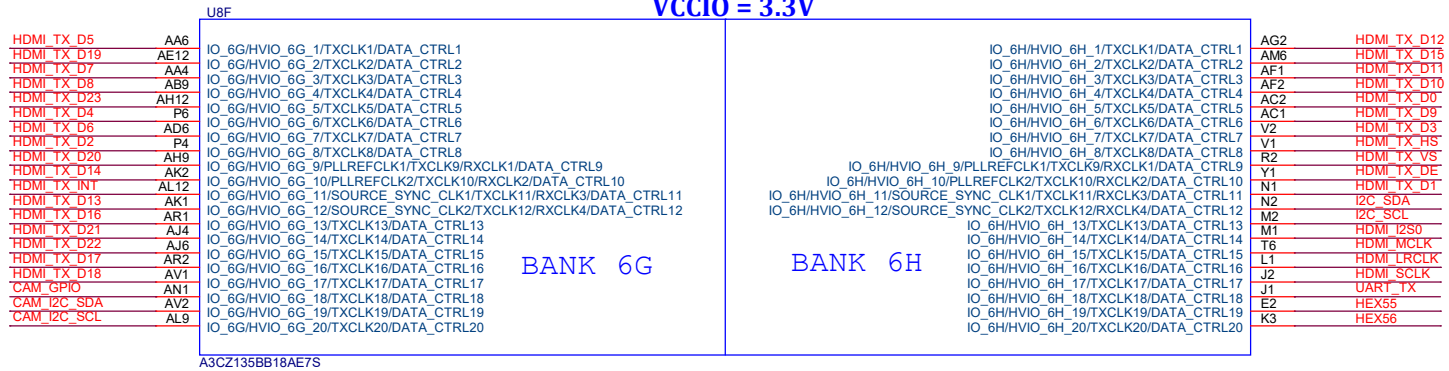 VCCIO = 3.3V
U8F
HDMI_TX_D5 AA6 IO_6G/HVIO_6G_1/TXCLK1/DATA_CTRL1 IO_6H/HVIO_6H_1/TXCLK1/DATA_CTRL1 AG2 HDMI_TX_D12
HDMI_TX_D19 AE12 IO_6G/HVIO_6G_2/TXCLK2/DATA_CTRL2 IO_6H/HVIO_6H_2/TXCLK2/DATA_CTRL2 AM6 HDMI_TX_D15
HDMI_TX_D7 AA4 IO_6G/HVIO_6G_3/TXCLK3/DATA_CTRL3 IO_6H/HVIO_6H_3/TXCLK3/DATA_CTRL3 AF1 HDMI_TX_D11
HDMI_TX_D8 AB9 IO_6G/HVIO_6G_4/TXCLK4/DATA_CTRL4 IO_6H/HVIO_6H_4/TXCLK4/DATA_CTRL4 AF2 HDMI_TX_D10
HDMI_TX_D23 AH12 IO_6G/HVIO_6G_5/TXCLK5/DATA_CTRL5 IO_6H/HVIO_6H_5/TXCLK5/DATA_CTRL5 AC2 HDMI_TX_D0
HDMI_TX_D4 P6 IO_6G/HVIO_6G_6/TXCLK6/DATA_CTRL6 IO_6H/HVIO_6H_6/TXCLK6/DATA_CTRL6 AC1 HDMI_TX_D9
HDMI_TX_D6 AD6 IO_6G/HVIO_6G_7/TXCLK7/DATA_CTRL7 IO_6H/HVIO_6H_7/TXCLK7/DATA_CTRL7 V2 HDMI_TX_D3
HDMI_TX_D2 P4 IO_6G/HVIO_6G_8/TXCLK8/DATA_CTRL8 IO_6H/HVIO_6H_8/TXCLK8/DATA_CTRL8 V1 HDMI_TX_HS
HDMI_TX_D20 AH9 IO_6G/HVIO_6G_9/PLLREFCLK1/TXCLK9/RXCLK1/DATA_CTRL9 IO_6H/HVIO_6H_9/PLLREFCLK1/TXCLK9/RXCLK1/DATA_CTRL9 R2 HDMI_TX_VS
HDMI_TX_D14 AK2 IO_6G/HVIO_6G_10/PLLREFCLK2/TXCLK10/RXCLK2/DATA_CTRL10 IO_6H/HVIO_6H_10/PLLREFCLK2/TXCLK10/RXCLK2/DATA_CTRL10 Y1 HDMI_TX_DE
HDMI_TX_INT AL12 IO_6G/HVIO_6G_11/SOURCE_SYNC_CLK1/TXCLK11/RXCLK3/DATA_CTRL11 IO_6H/HVIO_6H_11/SOURCE_SYNC_CLK1/TXCLK11/RXCLK3/DATA_CTRL11 N1 HDMI_TX_D1
HDMI_TX_D13 AK1 IO_6G/HVIO_6G_12/SOURCE_SYNC_CLK2/TXCLK12/RXCLK4/DATA_CTRL12 IO_6H/HVIO_6H_12/SOURCE_SYNC_CLK2/TXCLK12/RXCLK4/DATA_CTRL12 N2 I2C_SDA
HDMI_TX_D16 AR1 IO_6G/HVIO_6G_13/TXCLK13/DATA_CTRL13 IO_6H/HVIO_6H_13/TXCLK13/DATA_CTRL13 M2 I2C_SCL
HDMI_TX_D21 AJ4 IO_6G/HVIO_6G_14/TXCLK14/DATA_CTRL14 IO_6H/HVIO_6H_14/TXCLK14/DATA_CTRL14 M1 HDMI_I2S0
HDMI_TX_D22 AJ6 IO_6G/HVIO_6G_15/TXCLK15/DATA_CTRL15 IO_6H/HVIO_6H_15/TXCLK15/DATA_CTRL15 T6 HDMI_MCLK
HDMI_TX_D17 AR2 IO_6G/HVIO_6G_16/TXCLK16/DATA_CTRL16 IO_6H/HVIO_6H_16/TXCLK16/DATA_CTRL16 L1 HDMI_LRCLK
HDMI_TX_D18 AV1 IO_6G/HVIO_6G_17/TXCLK17/DATA_CTRL17 IO_6H/HVIO_6H_17/TXCLK17/DATA_CTRL17 J2 HDMI_SCLK
CAM_GPIO AN1 IO_6G/HVIO_6G_18/TXCLK18/DATA_CTRL18 IO_6H/HVIO_6H_18/TXCLK18/DATA_CTRL18 J1 UART_TX
CAM_I2C_SDA AV2 IO_6G/HVIO_6G_19/TXCLK19/DATA_CTRL19 IO_6H/HVIO_6H_19/TXCLK19/DATA_CTRL19 E2 HEX55
CAM_I2C_SCL AL9 IO_6G/HVIO_6G_20/TXCLK20/DATA_CTRL20 IO_6H/HVIO_6H_20/TXCLK20/DATA_CTRL20 K3 HEX56
BANK 6G BANK 6H
A3CZ135BB18AE7S